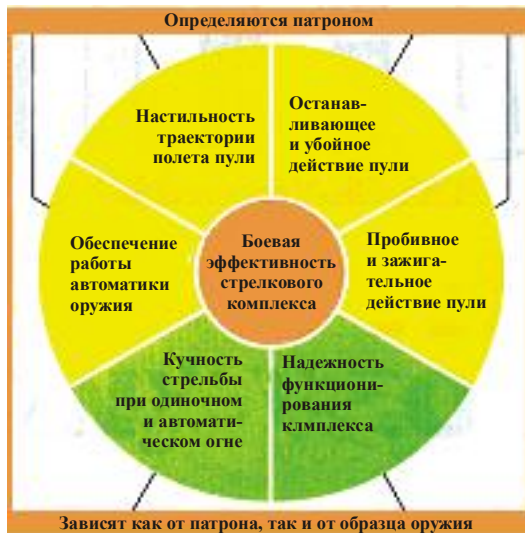 Определяются патроном
Настильность
траектории
полета пули
Останав-
ливающее
и убойное
действие пули
Обеспечение
работы
автоматики
оружия
Боевая
эффективность
стрелкового
комплекса
Пробивное
и зажига-
тельное
действие пули
Кучность
стрельбы
при одиночном
и автомати-
ческом огне
Надежность
функциони-
рования
клмплекса
Зависят как от патрона, так и от образца оружия